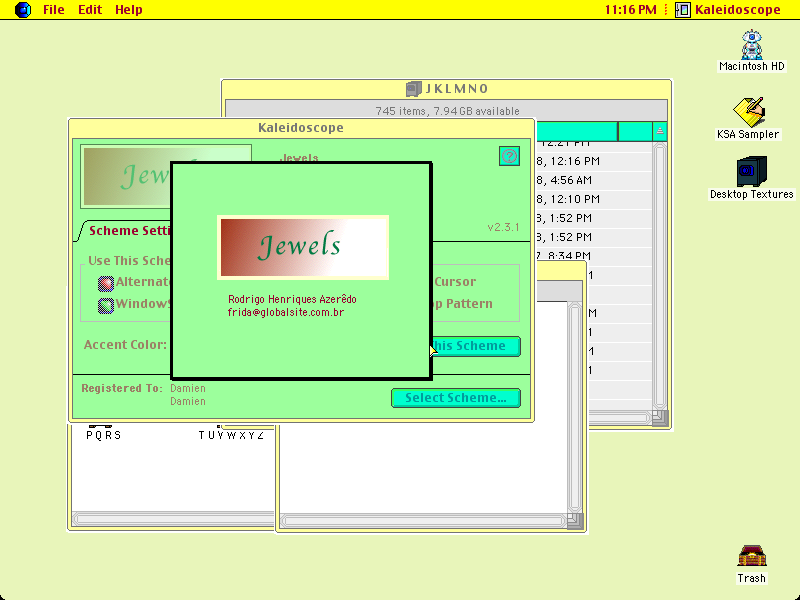 File Edit Help
11:16 PM Kaleidoscope
Macintosh HD
KSA Sampler
Desktop Textures
Trash
JKLMNO
745 items, 7.94 GB available
12:21 PM
8, 12:16 PM
8, 4:56 AM
8, 12:10 PM
8, 1:52 PM
8, 1:52 PM
7, 8:34 PM
Kaleidoscope
Jewels
v2.3.1
Scheme Setti
Use This Sche
Alternat
Cursor
Windows
op Pattern
Accent Color:
his Scheme
Registered To: Damien
Damien
Select Scheme...
Jewels
Rodrigo Henriques Azerêdo
frida@globalsite.com.br
PQRS
TUVWXYZ